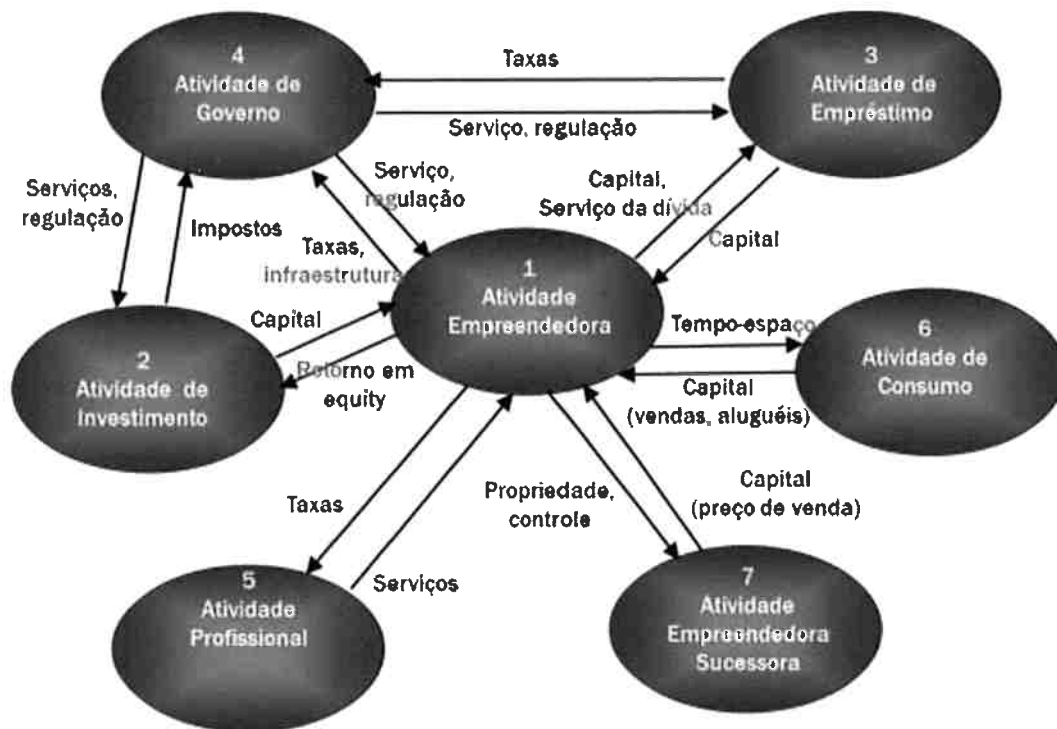 4
Atividade de
Governo
Taxas
3
Atividade de
Empréstimo
Serviço, regulação
Serviços,
regulação
Impostos
Serviço,
regulação
Taxas,
infraestrutura
Capital,
Serviço da dívida
Capital
1
Atividade
Empreendedora
2
Atividade de
Investimento
Capital
Retorno em
equity
Tempo-espaço
Capital
(vendas, aluguéis)
6
Atividade de
Consumo
Taxas
Serviços
Propriedade,
controle
Capital
(preço de venda)
5
Atividade
Profissional
7
Atividade
Empreendedora
Sucessora